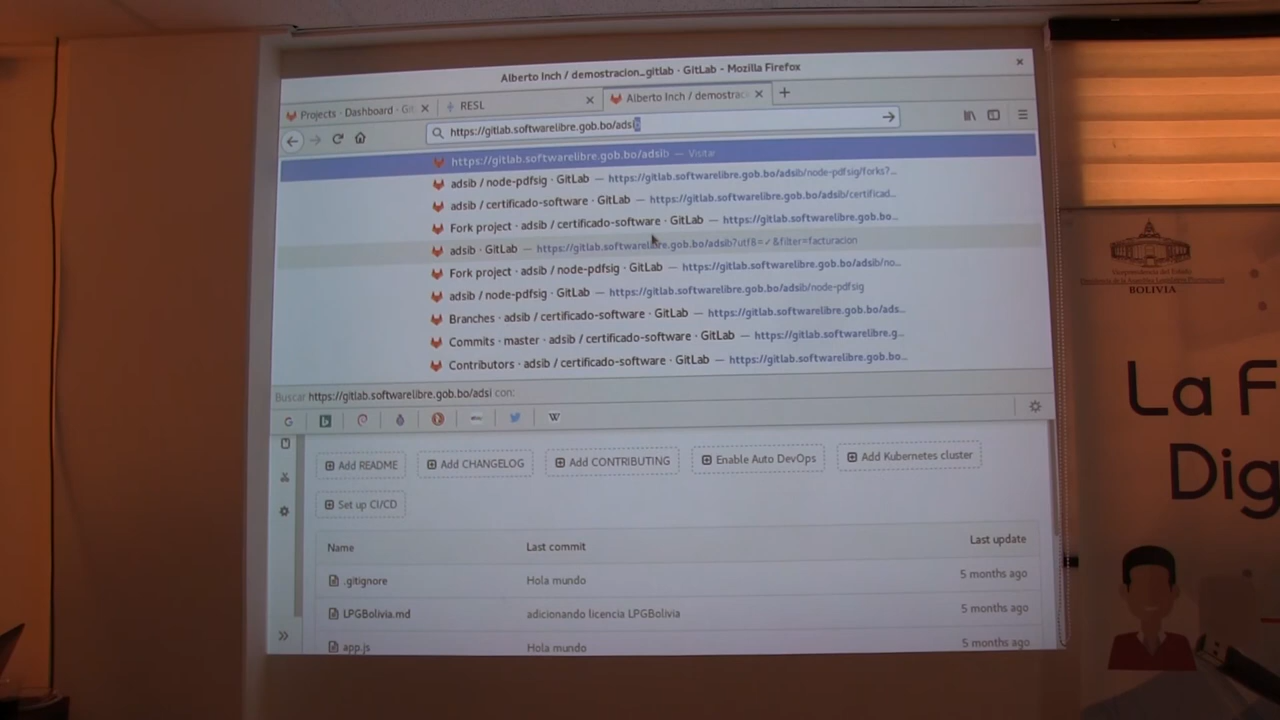 Alberto Inch / demostracion_gitlab · GitLab - Mozilla Firefox
Projects · Dashboard · Git
RESL
Alberto Inch / demostrac
https://gitlab.softwarelibre.gob.bo/adsib
https://gitlab.softwarelibre.gob.bo/adsib — Visitar
adsib / node-pdfsig · GitLab — https://gitlab.softwarelibre.gob.bo/adsib/node-pdfsig/forks?...
adsib / certificado-software · GitLab — https://gitlab.softwarelibre.gob.bo/adsib/certificad...
Fork project · adsib / certificado-software · GitLab — https://gitlab.softwarelibre.gob.bo...
adsib · GitLab — https://gitlab.softwarelibre.gob.bo/adsib?utf8=✓&filter=facturacion
Fork project · adsib / node-pdfsig · GitLab — https://gitlab.softwarelibre.gob.bo/adsib/no...
adsib / node-pdfsig · GitLab — https://gitlab.softwarelibre.gob.bo/adsib/node-pdfsig
Branches · adsib / certificado-software · GitLab — https://gitlab.softwarelibre.gob.bo/ads...
Commits · master · adsib / certificado-software · GitLab — https://gitlab.softwarelibre.g...
Contributors · adsib / certificado-software · GitLab — https://gitlab.softwarelibre.gob.bo...
Buscar https://gitlab.softwarelibre.gob.bo/adsi con:
G
W
Add README
Add CHANGELOG
Add CONTRIBUTING
Enable Auto DevOps
Add Kubernetes cluster
Set up CI/CD
Name
Last commit
Last update
.gitignore
Hola mundo
5 months ago
LPGBolivia.md
adicionando licencia LPGBolivia
5 months ago
app.js
Hola mundo
5 months ago
Vicepresidencia del Estado
BOLIVIA
La F
Dig